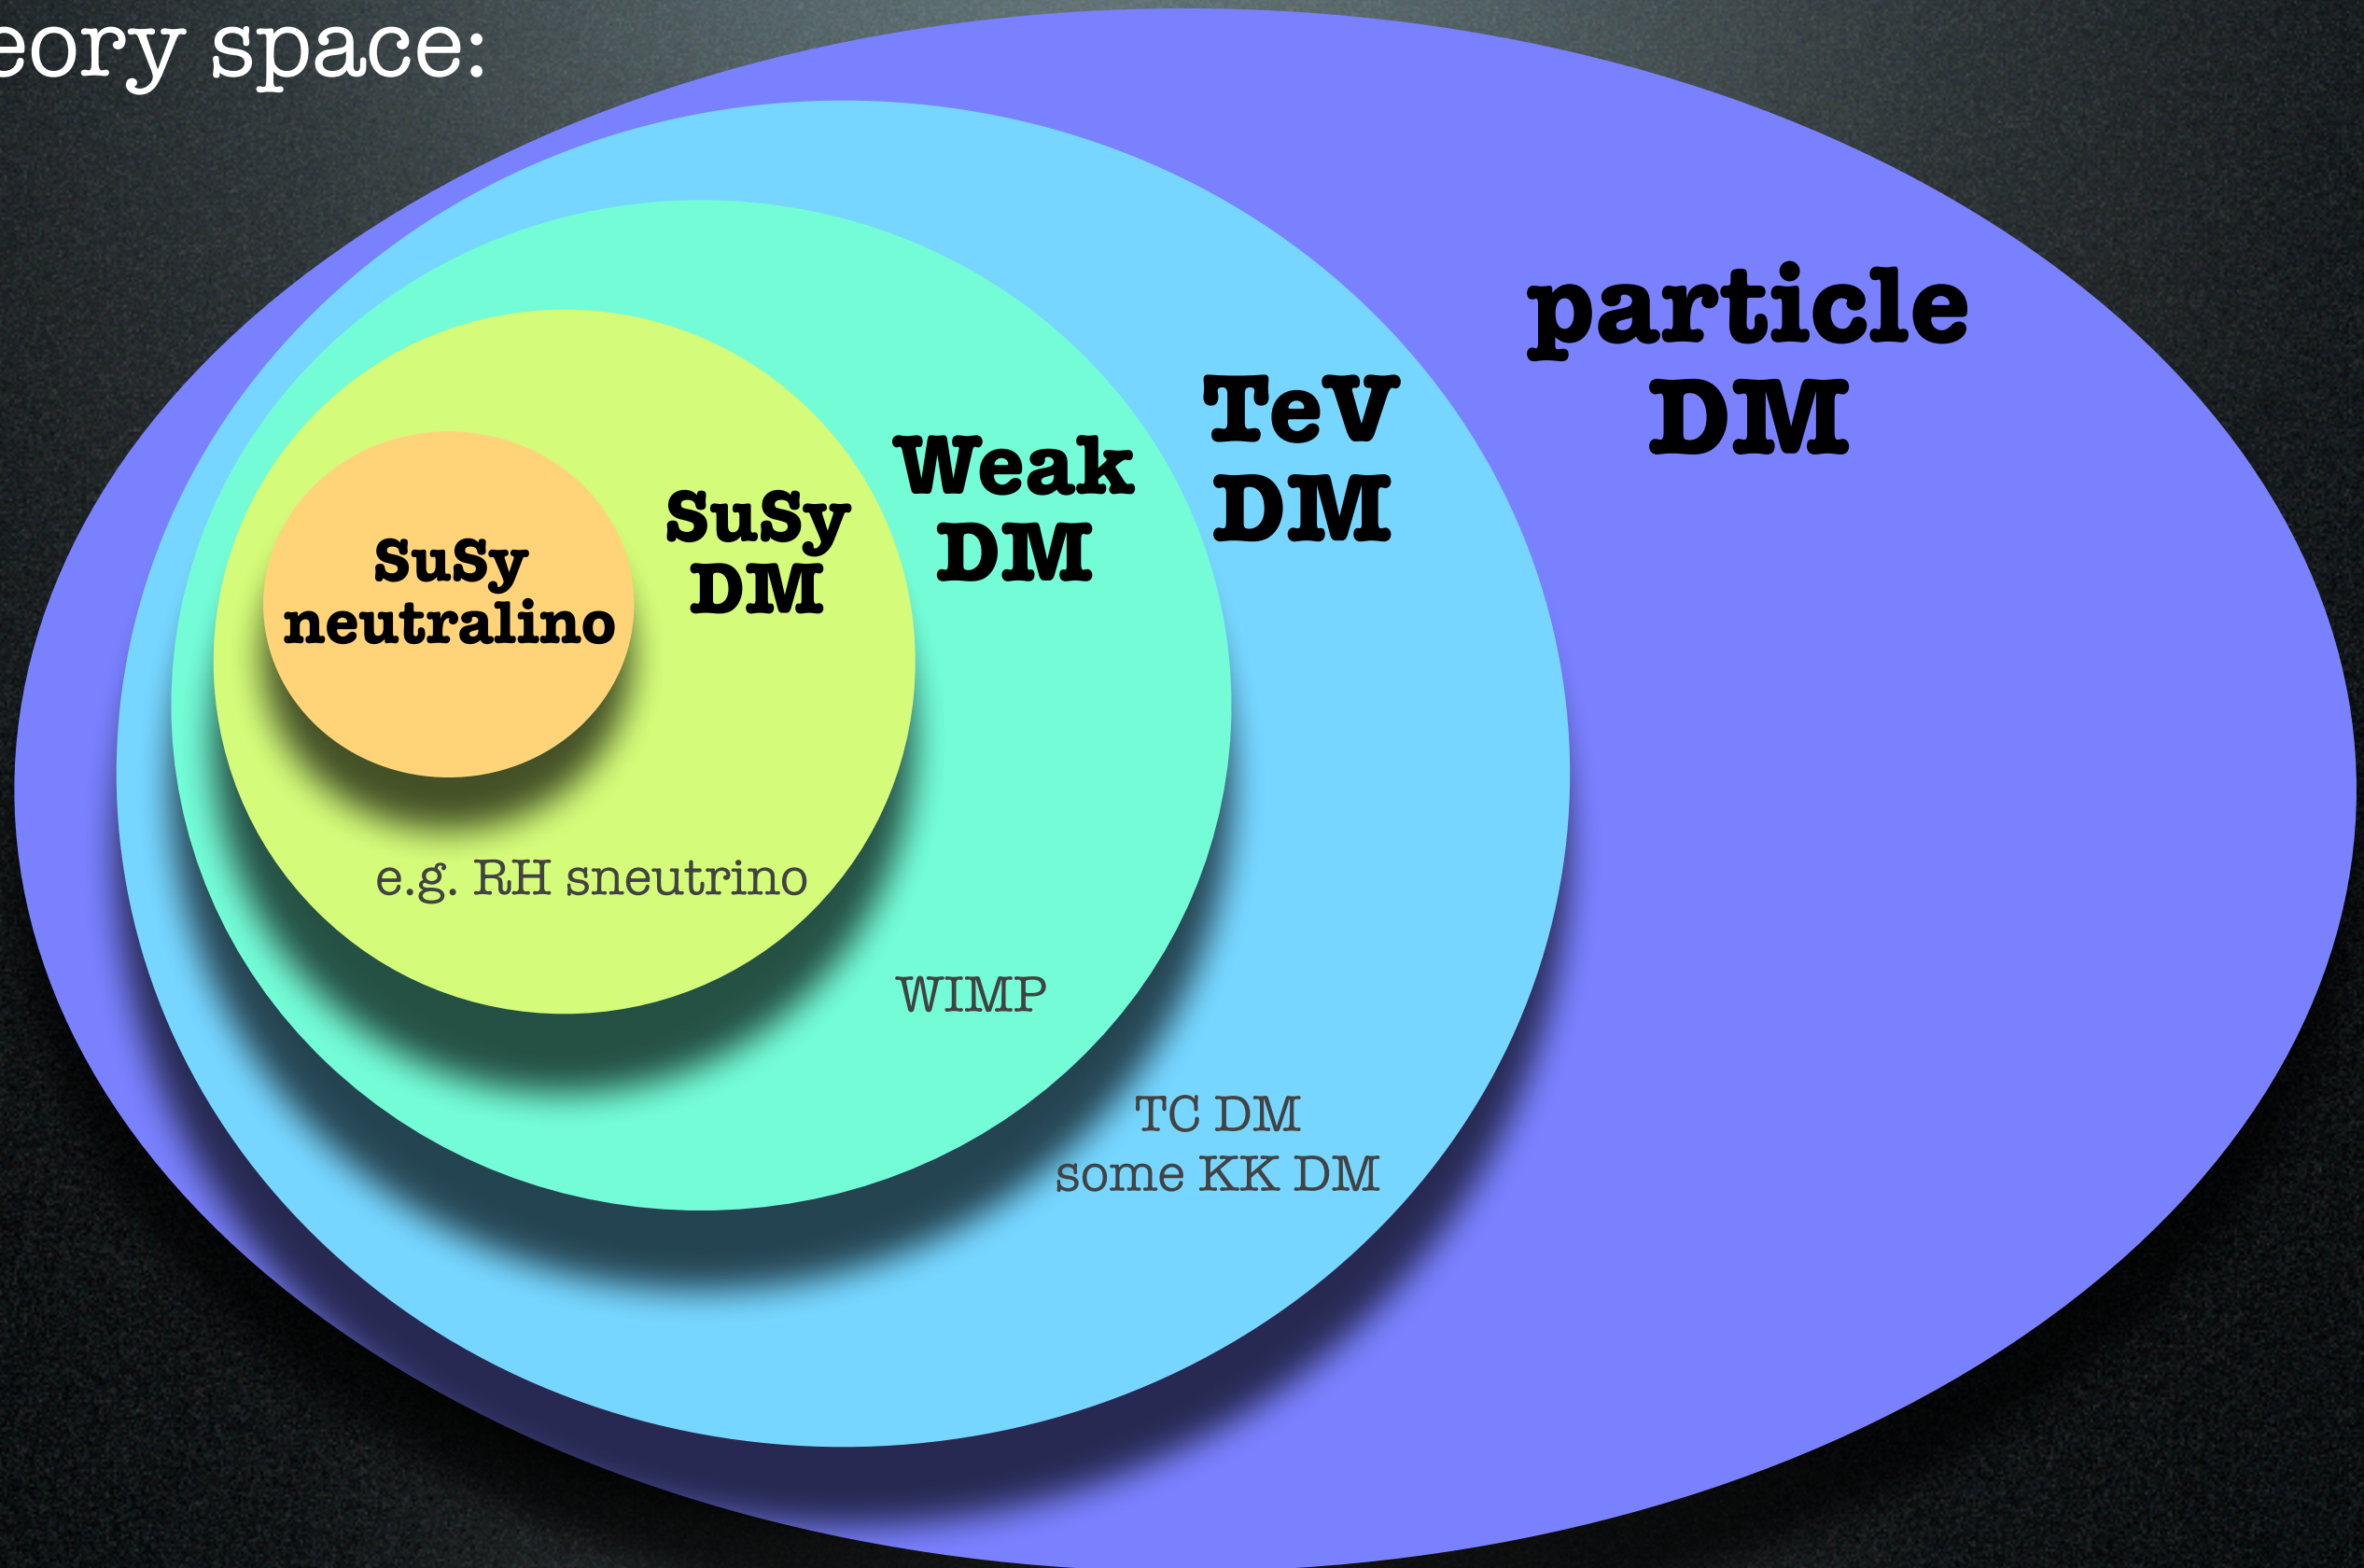 eory space:
particle
DM
TeV
DM
Weak
DM
SuSy
DM
SuSy
neutralino
e.g. RH sneutrino
WIMP
TC DM
some KK DM